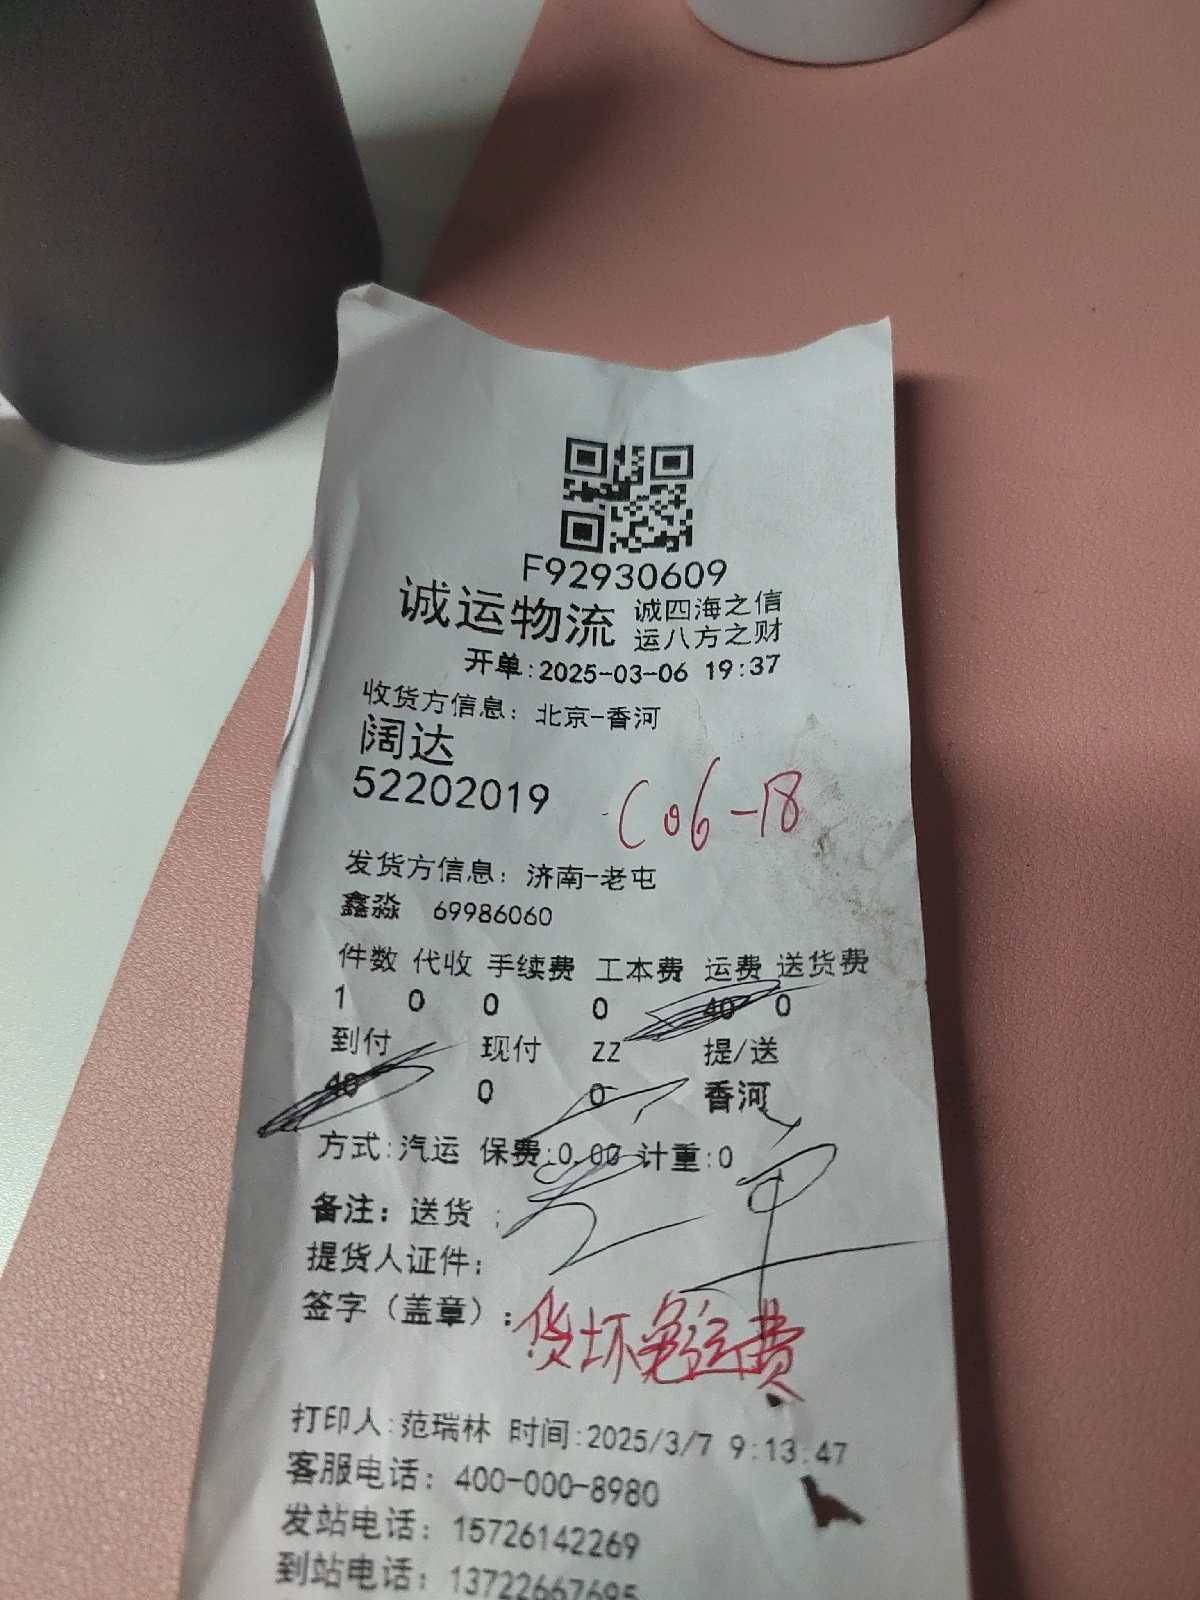 F92930609
诚运物流 诚四海之信
运八方之财
开单:2025-03-06 19:37
收货方信息: 北京-香河
阔达
52202019
C06-18
发货方信息: 济南-老屯
鑫淼 69986060
件数 代收 手续费 工本费 运费 送货费
1 0 0 0 40 0
到付 现付 ZZ 提/送
40 0 0 香河
方式:汽运 保费:0.00 计重:0
备注: 送货 ;
提货人证件:
签字 (盖章) :
货坏免运费
打印人:范瑞林 时间:2025/3/7 9:13:47
客服电话: 400-000-8980
发站电话: 15726142269
到站电话: 13722667695